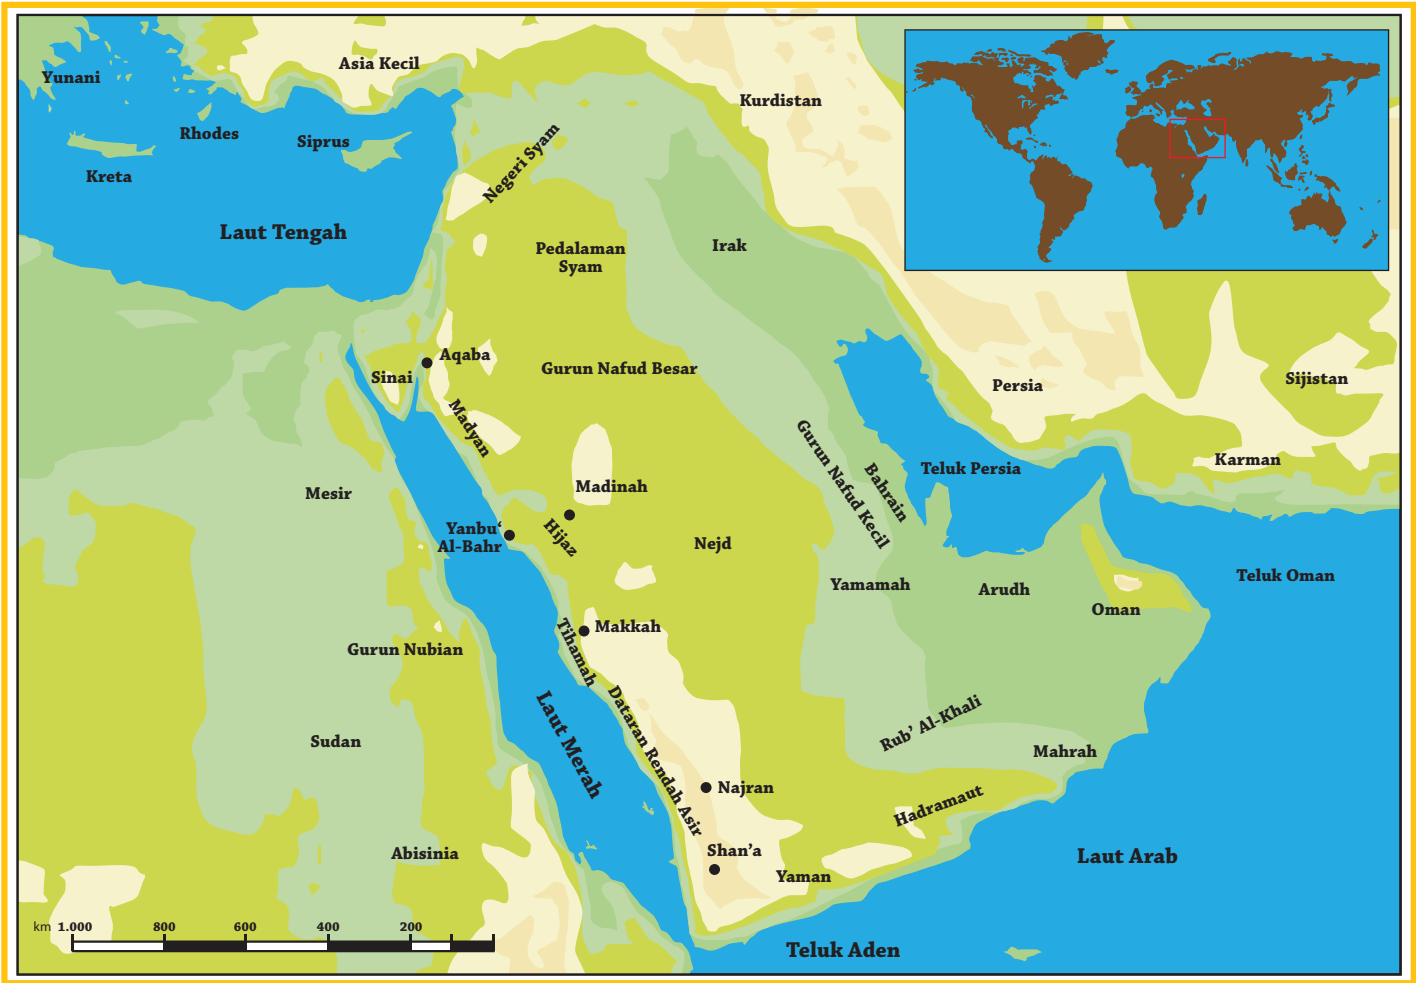 Yunani
Asia Kecil
Kurdistan
Rhodes
Siprus
Kreta
Negeri Syam
Laut Tengah
Pedalaman
Syam
Irak
Aqaba
Sinai
Gurun Nafud Besar
Persia
Sijistan
Madyan
Gurun Nafud Kecil
Bahrain
Teluk Persia
Karman
Mesir
Madinah
Yanbu‘
Al-Bahr
Hijaz
Nejd
Yamamah
Arudh
Oman
Teluk Oman
Makkah
Tihamah
Gurun Nubian
Laut Merah
Dataran Rendah Asir
Rub’ Al-Khali
Sudan
Mahrah
Najran
Hadramaut
Abisinia
Shan’a
Yaman
Laut Arab
km 1.000 800 600 400 200
Teluk Aden